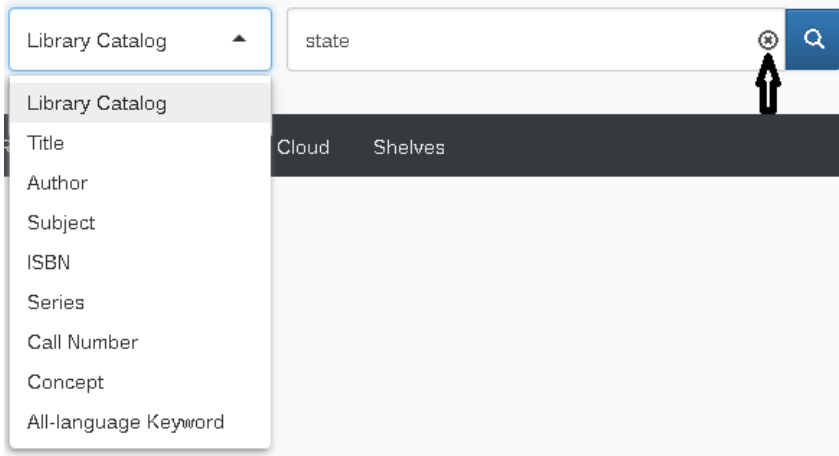 Library Catalog
state
Library Catalog
Title
Cloud Shelves
Author
Subject
ISBN
Series
Call Number
Concept
All-language Keyword